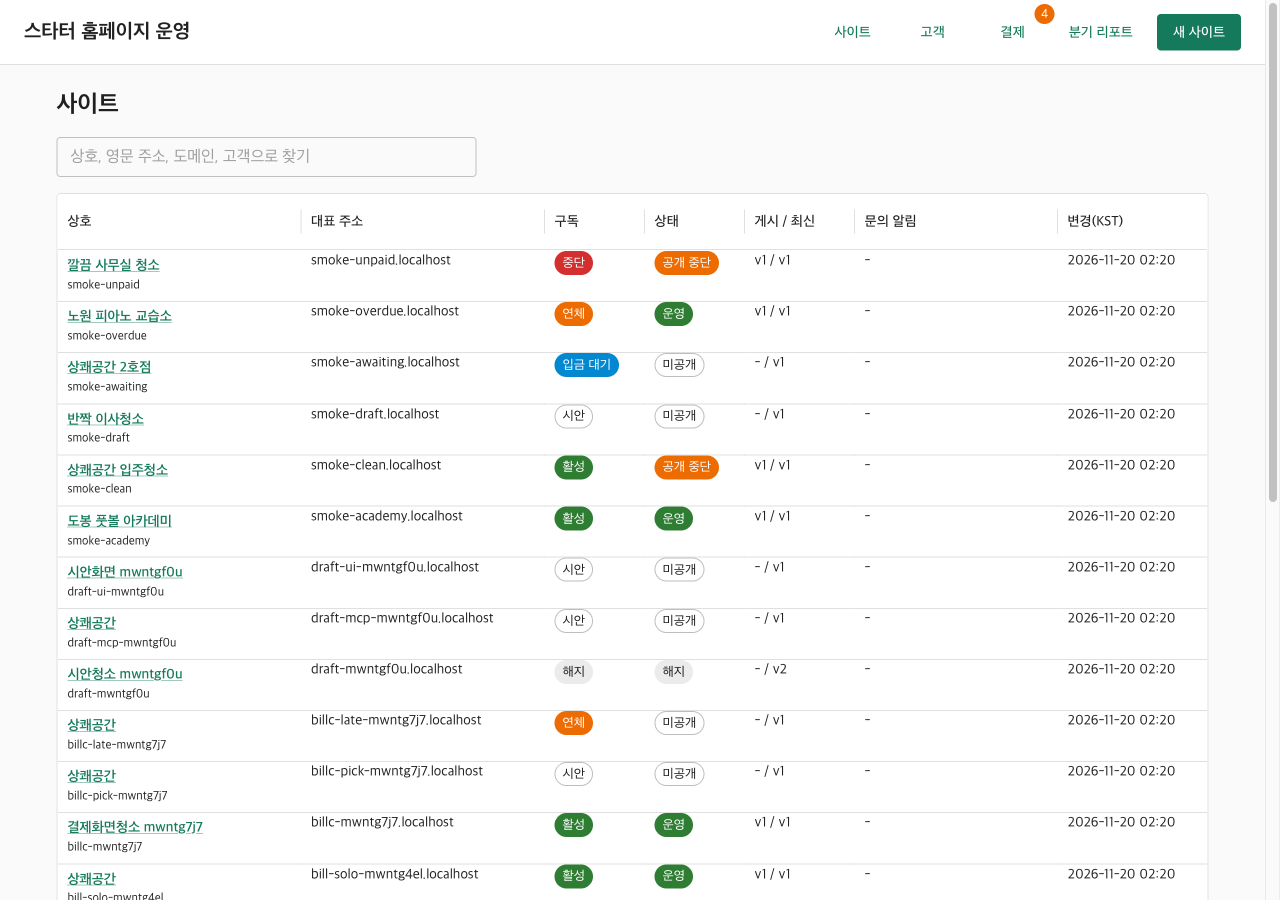 스타터 홈페이지 운영
사이트
고객
결제
4
분기 리포트
새 사이트
사이트
상호, 영문 주소, 도메인, 고객으로 찾기
상호 대표 주소 구독 상태 게시 / 최신 문의 알림 변경(KST)
깔끔 사무실 청소 smoke-unpaid.localhost 중단 공개 중단 v1 / v1 - 2026-11-20 02:20
smoke-unpaid
노원 피아노 교습소 smoke-overdue.localhost 연체 운영 v1 / v1 - 2026-11-20 02:20
smoke-overdue
상쾌공간 2호점 smoke-awaiting.localhost 입금 대기 미공개 - / v1 - 2026-11-20 02:20
smoke-awaiting
반짝 이사청소 smoke-draft.localhost 시안 미공개 - / v1 - 2026-11-20 02:20
smoke-draft
상쾌공간 입주청소 smoke-clean.localhost 활성 공개 중단 v1 / v1 - 2026-11-20 02:20
smoke-clean
도봉 풋볼 아카데미 smoke-academy.localhost 활성 운영 v1 / v1 - 2026-11-20 02:20
smoke-academy
시안화면 mwntgf0u draft-ui-mwntgf0u.localhost 시안 미공개 - / v1 - 2026-11-20 02:20
draft-ui-mwntgf0u
상쾌공간 draft-mcp-mwntgf0u.localhost 시안 미공개 - / v1 - 2026-11-20 02:20
draft-mcp-mwntgf0u
시안청소 mwntgf0u draft-mwntgf0u.localhost 해지 해지 - / v2 - 2026-11-20 02:20
draft-mwntgf0u
상쾌공간 billc-late-mwntg7j7.localhost 연체 미공개 - / v1 - 2026-11-20 02:20
billc-late-mwntg7j7
상쾌공간 billc-pick-mwntg7j7.localhost 시안 미공개 - / v1 - 2026-11-20 02:20
billc-pick-mwntg7j7
결제화면청소 mwntg7j7 billc-mwntg7j7.localhost 활성 운영 v1 / v1 - 2026-11-20 02:20
billc-mwntg7j7
상쾌공간 bill-solo-mwntg4el.localhost 활성 운영 v1 / v1 - 2026-11-20 02:20
bill-solo-mwntg4el